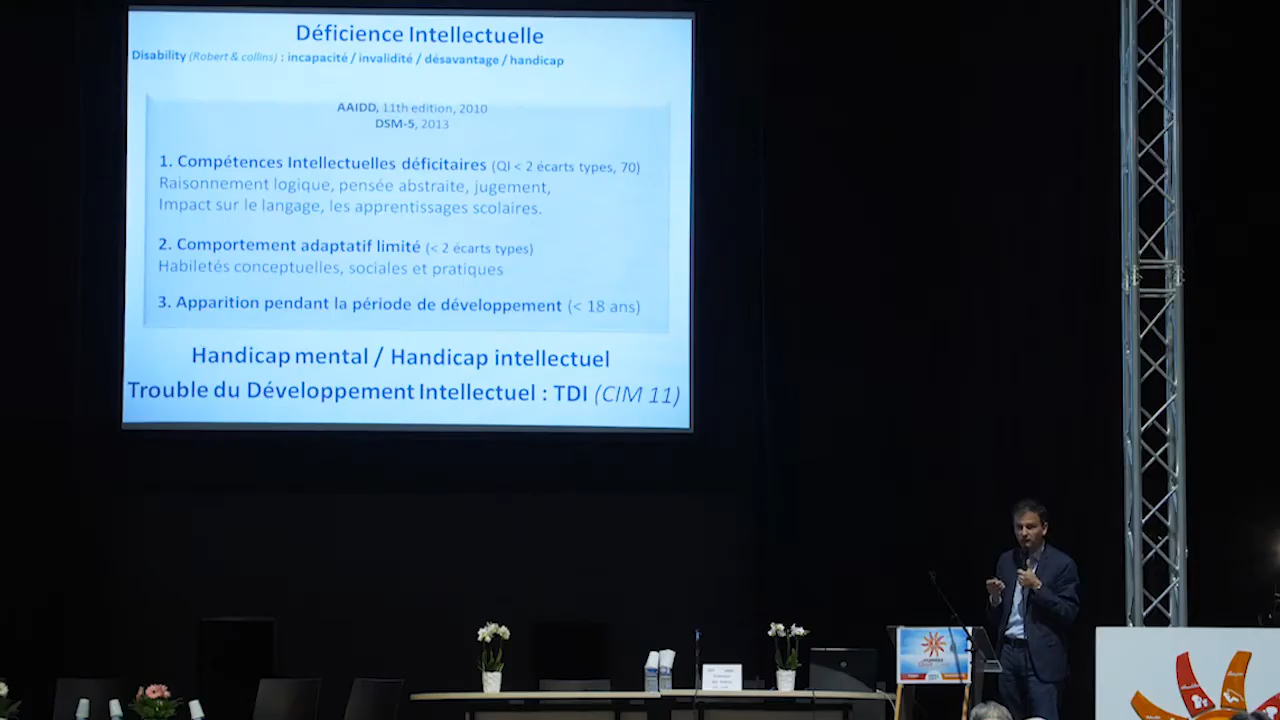 Déficience Intellectuelle
Disability (Robert & collins) : incapacité / invalidité / désavantage / handicap
AAIDD, 11th edition, 2010
DSM-5, 2013
1. Compétences Intellectuelles déficitaires (QI < 2 écarts types, 70)
Raisonnement logique, pensée abstraite, jugement,
Impact sur le langage, les apprentissages scolaires.
2. Comportement adaptatif limité (< 2 écarts types)
Habiletés conceptuelles, sociales et pratiques
3. Apparition pendant la période de développement (< 18 ans)
Handicap mental / Handicap intellectuel
Trouble du Développement Intellectuel : TDI (CIM 11)